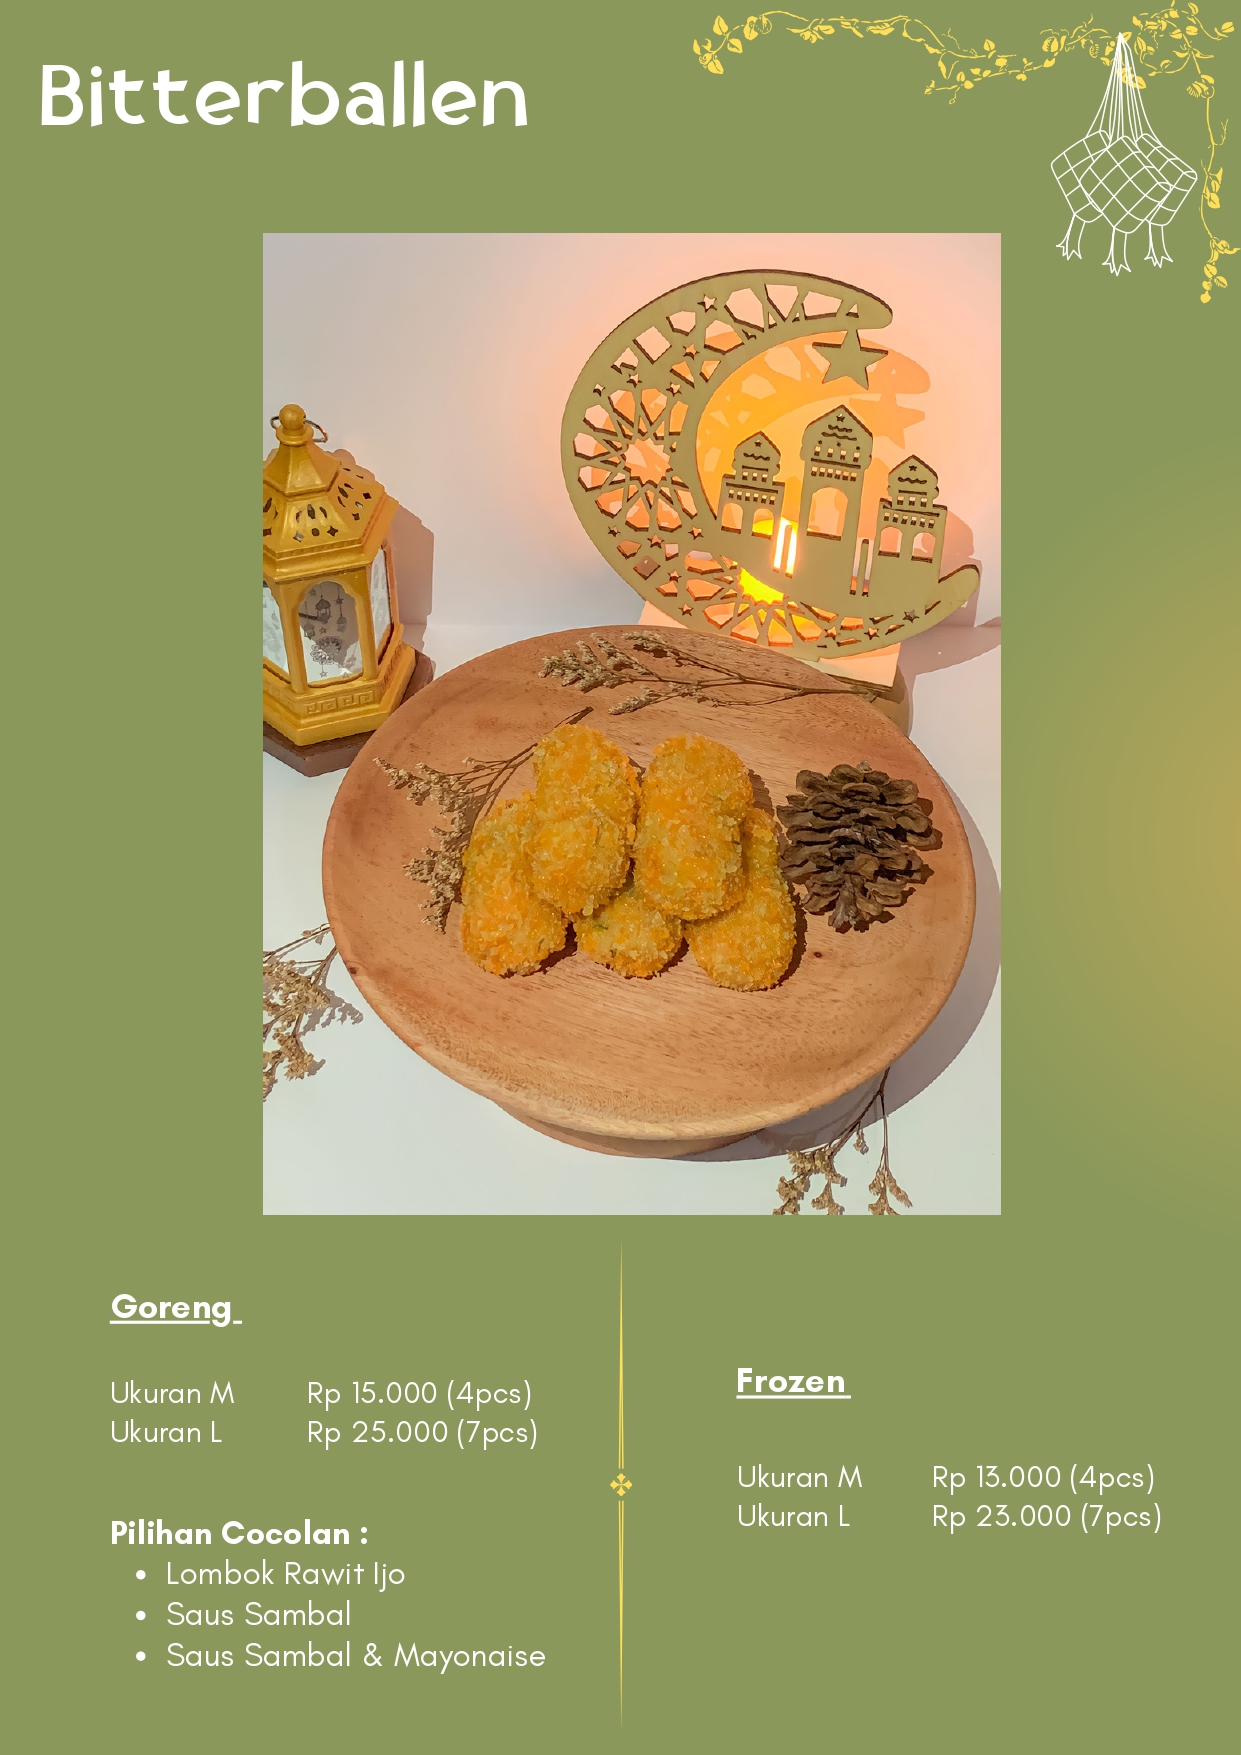 Bitterballen
Goreng
Ukuran M Rp 15.000 (4pcs)
Ukuran L Rp 25.000 (7pcs)
Pilihan Cocolan :
• Lombok Rawit Ijo
• Saus Sambal
• Saus Sambal & Mayonaise
Frozen
Ukuran M Rp 13.000 (4pcs)
Ukuran L Rp 23.000 (7pcs)